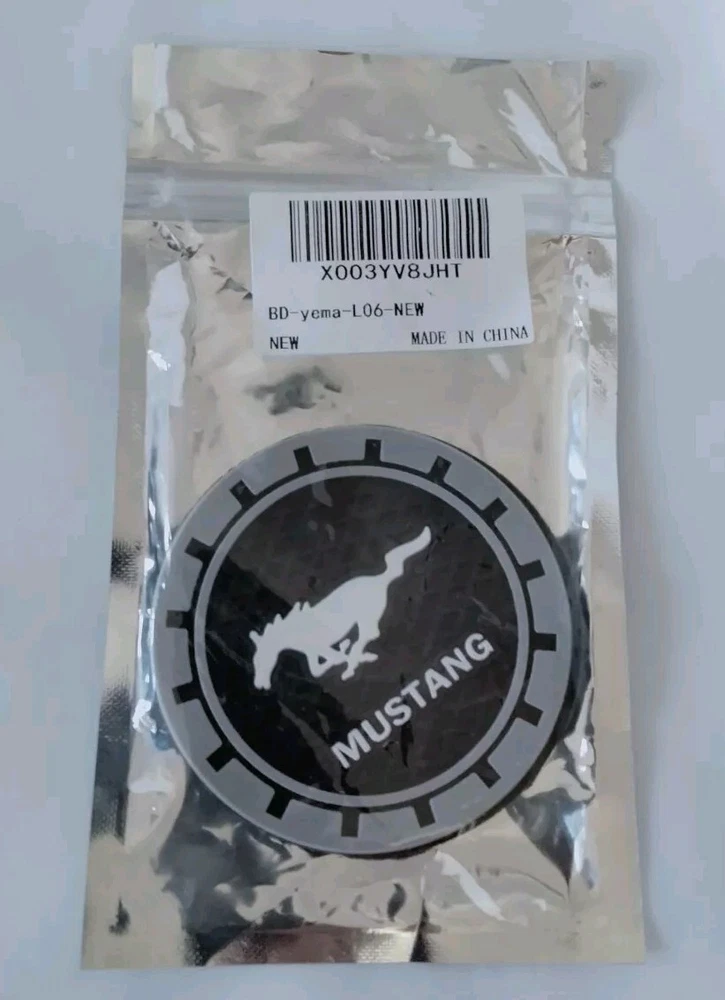 X003YV8JHT
BD-yema-L06-NEW
NEW MADE IN CHINA
MUSTANG